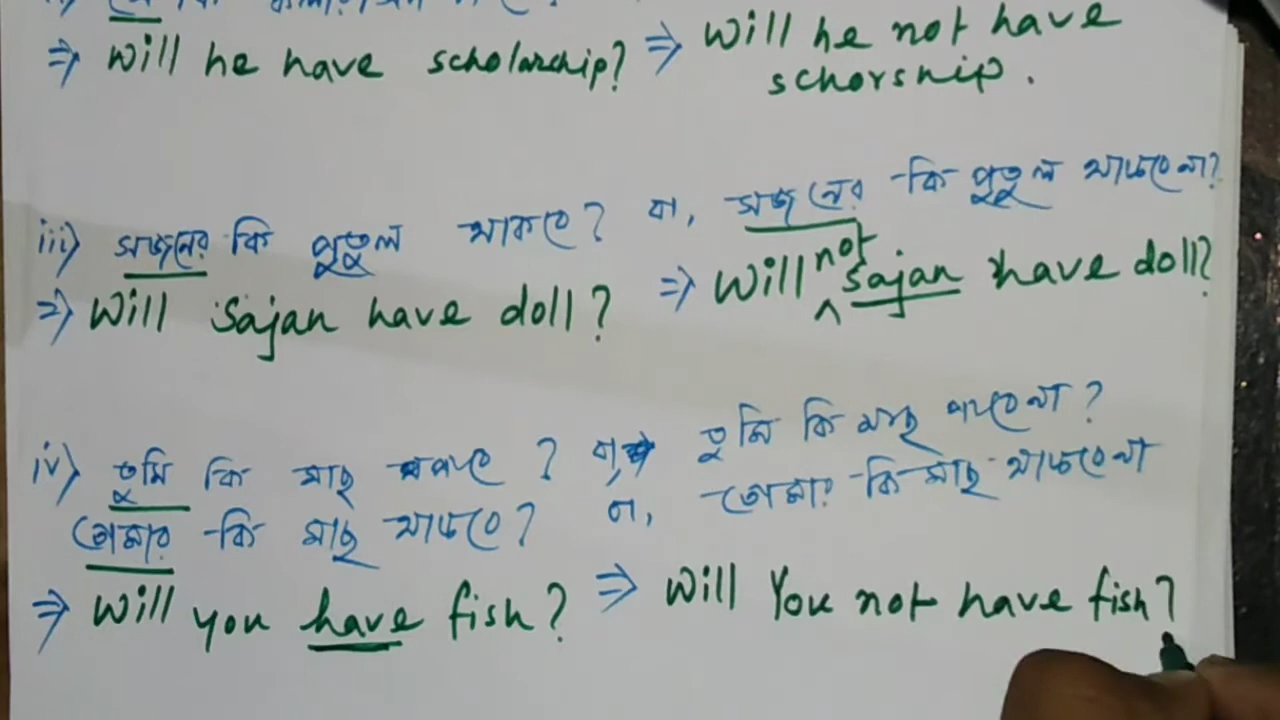 ⇒ Will he have scholarship? ⇒ Will he not have
schorship.
iii) সজনের কি পুতুল থাকবে? বা, সজনের কি পুতুল থাকবেনা?
⇒ Will Sajan have doll? ⇒ Will not sajan have doll?
iv) তুমি কি মাছ পাবে? বা, তুমি কি মাছ পাবেনা?
তোমার কি মাছ থাকবে? বা, তোমার কি মাছ থাকবেনা
⇒ Will you have fish? ⇒ Will You not have fish?